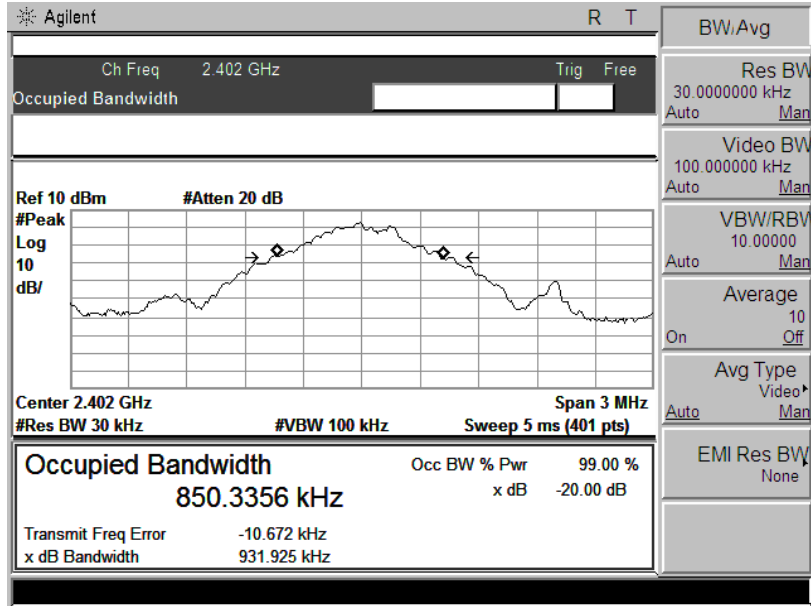 Agilent R T
Ch Freq 2.402 GHz Trig Free
Occupied Bandwidth
Ref 10 dBm #Atten 20 dB
#Peak
Log
10
dB/
Center 2.402 GHz Span 3 MHz
#Res BW 30 kHz #VBW 100 kHz Sweep 5 ms (401 pts)
Occupied Bandwidth Occ BW % Pwr 99.00 %
850.3356 kHz x dB -20.00 dB
Transmit Freq Error -10.672 kHz
x dB Bandwidth 931.925 kHz
BW/Avg
Res BW
30.0000000 kHz
Auto Man
Video BW
100.000000 kHz
Auto Man
VBW/RBW
10.00000
Auto Man
Average
10
On Off
Avg Type
Video
Auto Man
EMI Res BW
None